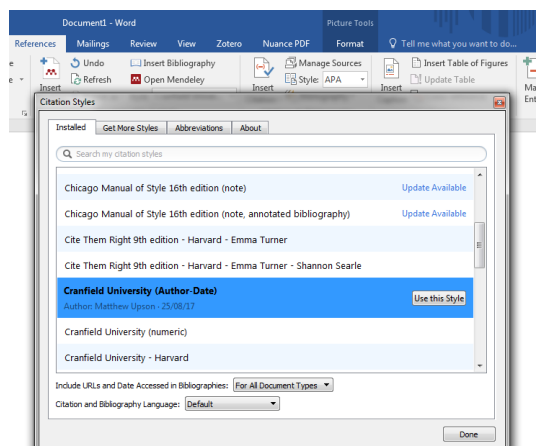 Document1 - Word
Picture Tools
References Mailings Review View Zotero Nuance PDF Format Tell me what you want to do...
Undo Insert Bibliography Manage Sources Insert Table of Figures
Refresh Open Mendeley Style: APA Update Table
Insert Insert Insert
Citation Styles
Installed Get More Styles Abbreviations About
Search my citation styles
Chicago Manual of Style 16th edition (note) Update Available
Chicago Manual of Style 16th edition (note, annotated bibliography) Update Available
Cite Them Right 9th edition - Harvard - Emma Turner
Cite Them Right 9th edition - Harvard - Emma Turner - Shannon Searle
Cranfield University (Author-Date)
Use this Style
Author: Matthew Upson - 25/08/17
Cranfield University (numeric)
Cranfield University - Harvard
Include URLs and Date Accessed in Bibliographies: For All Document Types
Citation and Bibliography Language: Default
Done